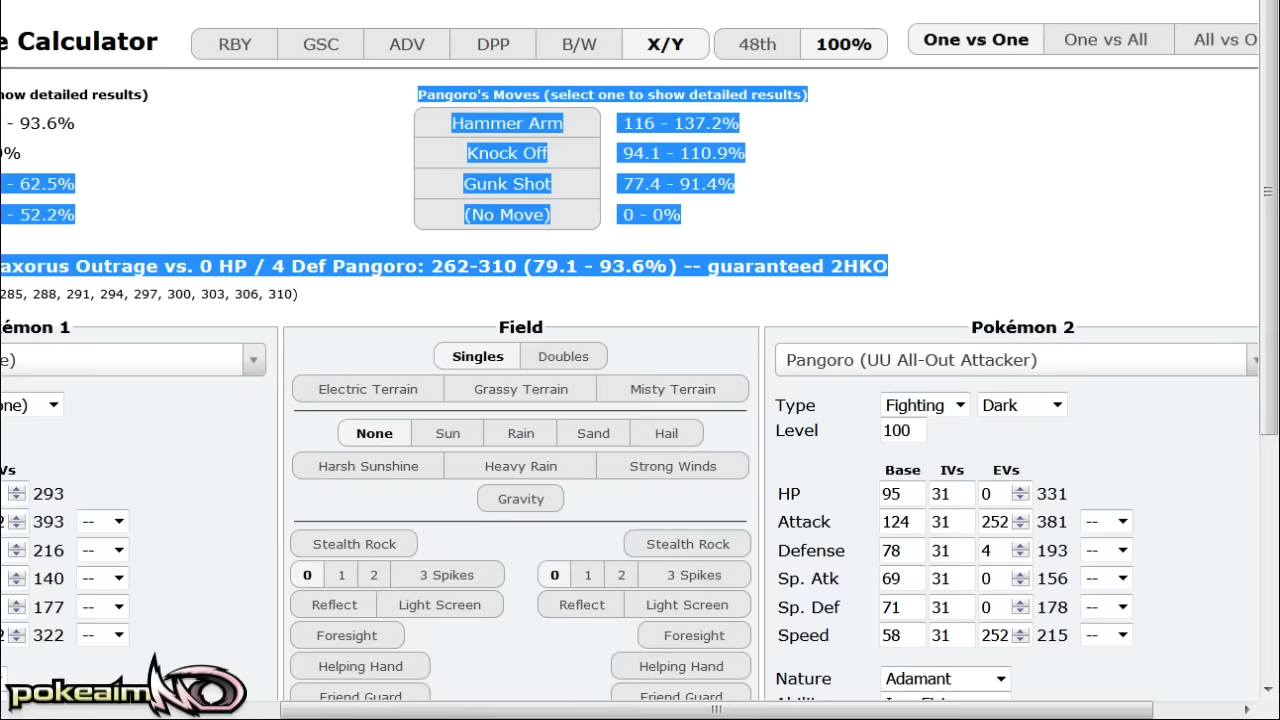 e Calculator RBY GSC ADV DPP B/W X/Y 48th 100% One vs One One vs All All vs O
ow detailed results) Pangoro's Moves (select one to show detailed results)
- 93.6% Hammer Arm 116 - 137.2%
0% Knock Off 94.1 - 110.9%
- 62.5% Gunk Shot 77.4 - 91.4%
- 52.2% (No Move) 0 - 0%
axorus Outrage vs. 0 HP / 4 Def Pangoro: 262-310 (79.1 - 93.6%) -- guaranteed 2HKO
285, 288, 291, 294, 297, 300, 303, 306, 310)
émon 1 Field Pokémon 2
e) Singles Doubles Pangoro (UU All-Out Attacker)
Electric Terrain Grassy Terrain Misty Terrain
one) None Sun Rain Sand Hail Type Fighting Dark
Level 100
Vs Harsh Sunshine Heavy Rain Strong Winds Base IVs EVs
293 Gravity HP 95 31 0 331
2 393 -- Attack 124 31 252 381 --
216 -- Stealth Rock Stealth Rock Defense 78 31 4 193 --
140 -- 0 1 2 3 Spikes 0 1 2 3 Spikes Sp. Atk 69 31 0 156 --
177 -- Reflect Light Screen Reflect Light Screen Sp. Def 71 31 0 178 --
2 322 -- Foresight Foresight Speed 58 31 252 215 --
Helping Hand Helping Hand Nature Adamant
pokeaimMD Friend Guard Friend Guard